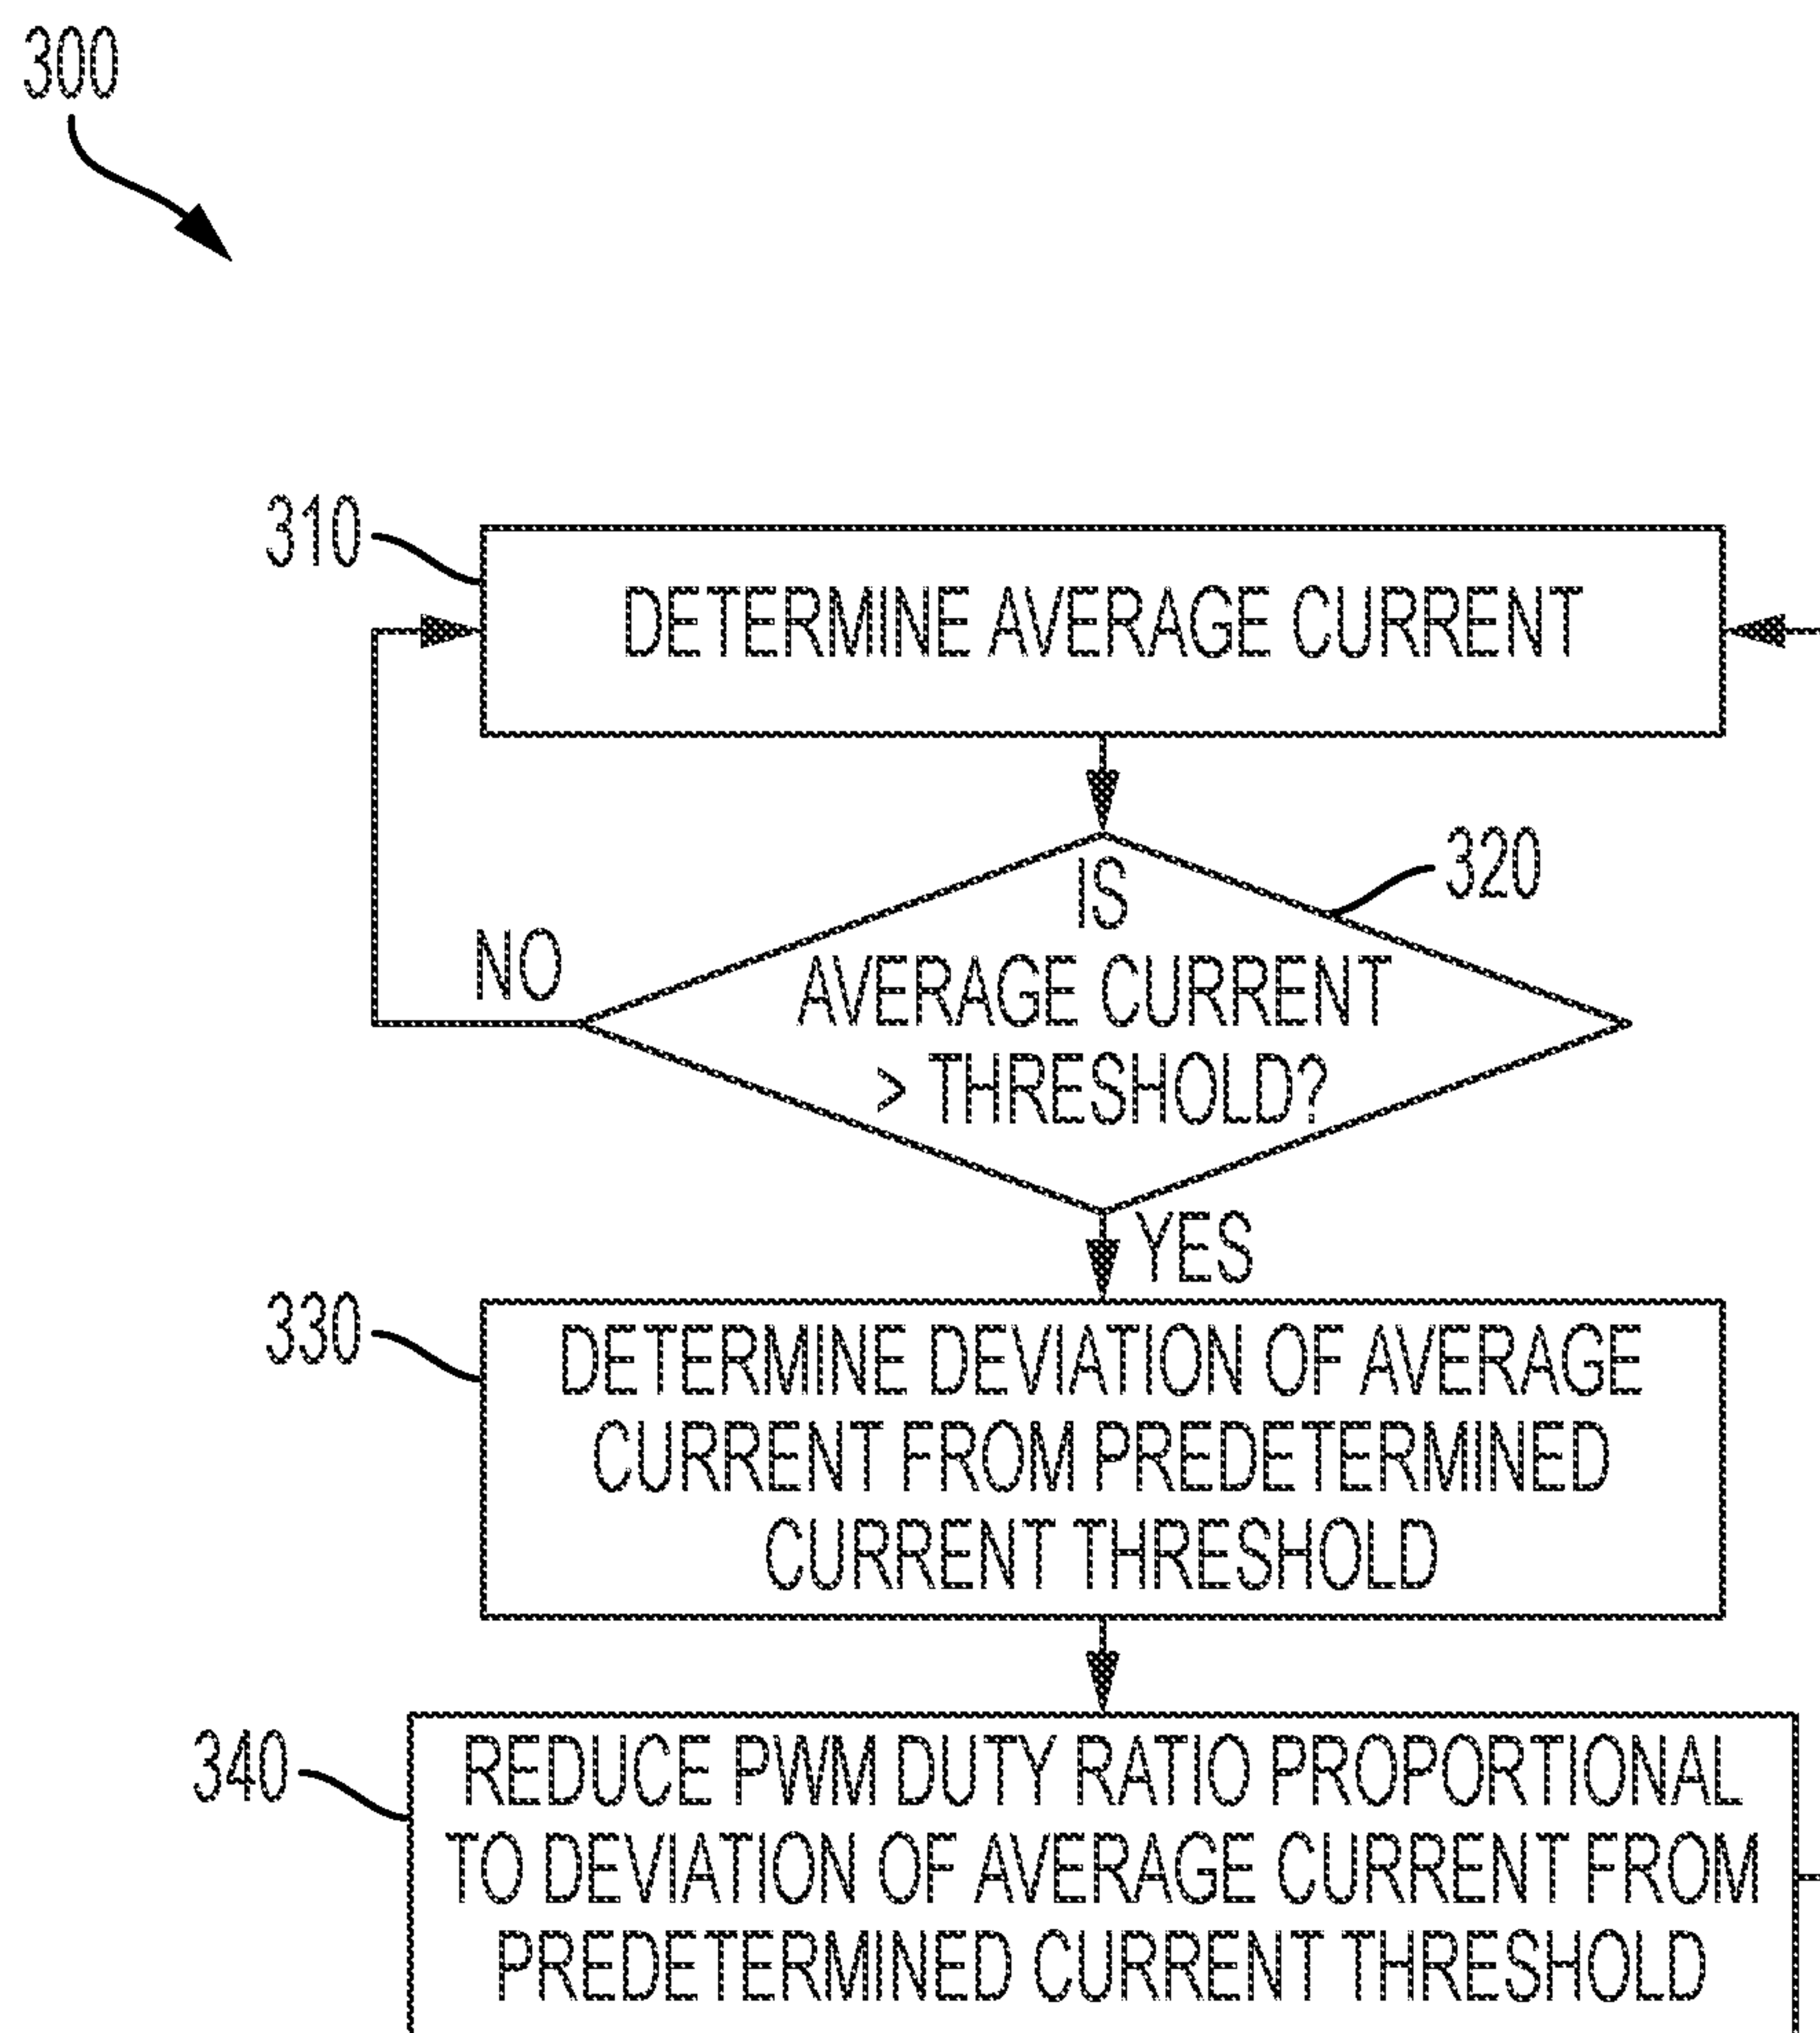 300
310
DETERMINE AVERAGE CURRENT
320
IS
AVERAGE CURRENT
> THRESHOLD?
NO
YES
330
DETERMINE DEVIATION OF AVERAGE
CURRENT FROM PREDETERMINED
CURRENT THRESHOLD
340
REDUCE PWM DUTY RATIO PROPORTIONAL
TO DEVIATION OF AVERAGE CURRENT FROM
PREDETERMINED CURRENT THRESHOLD